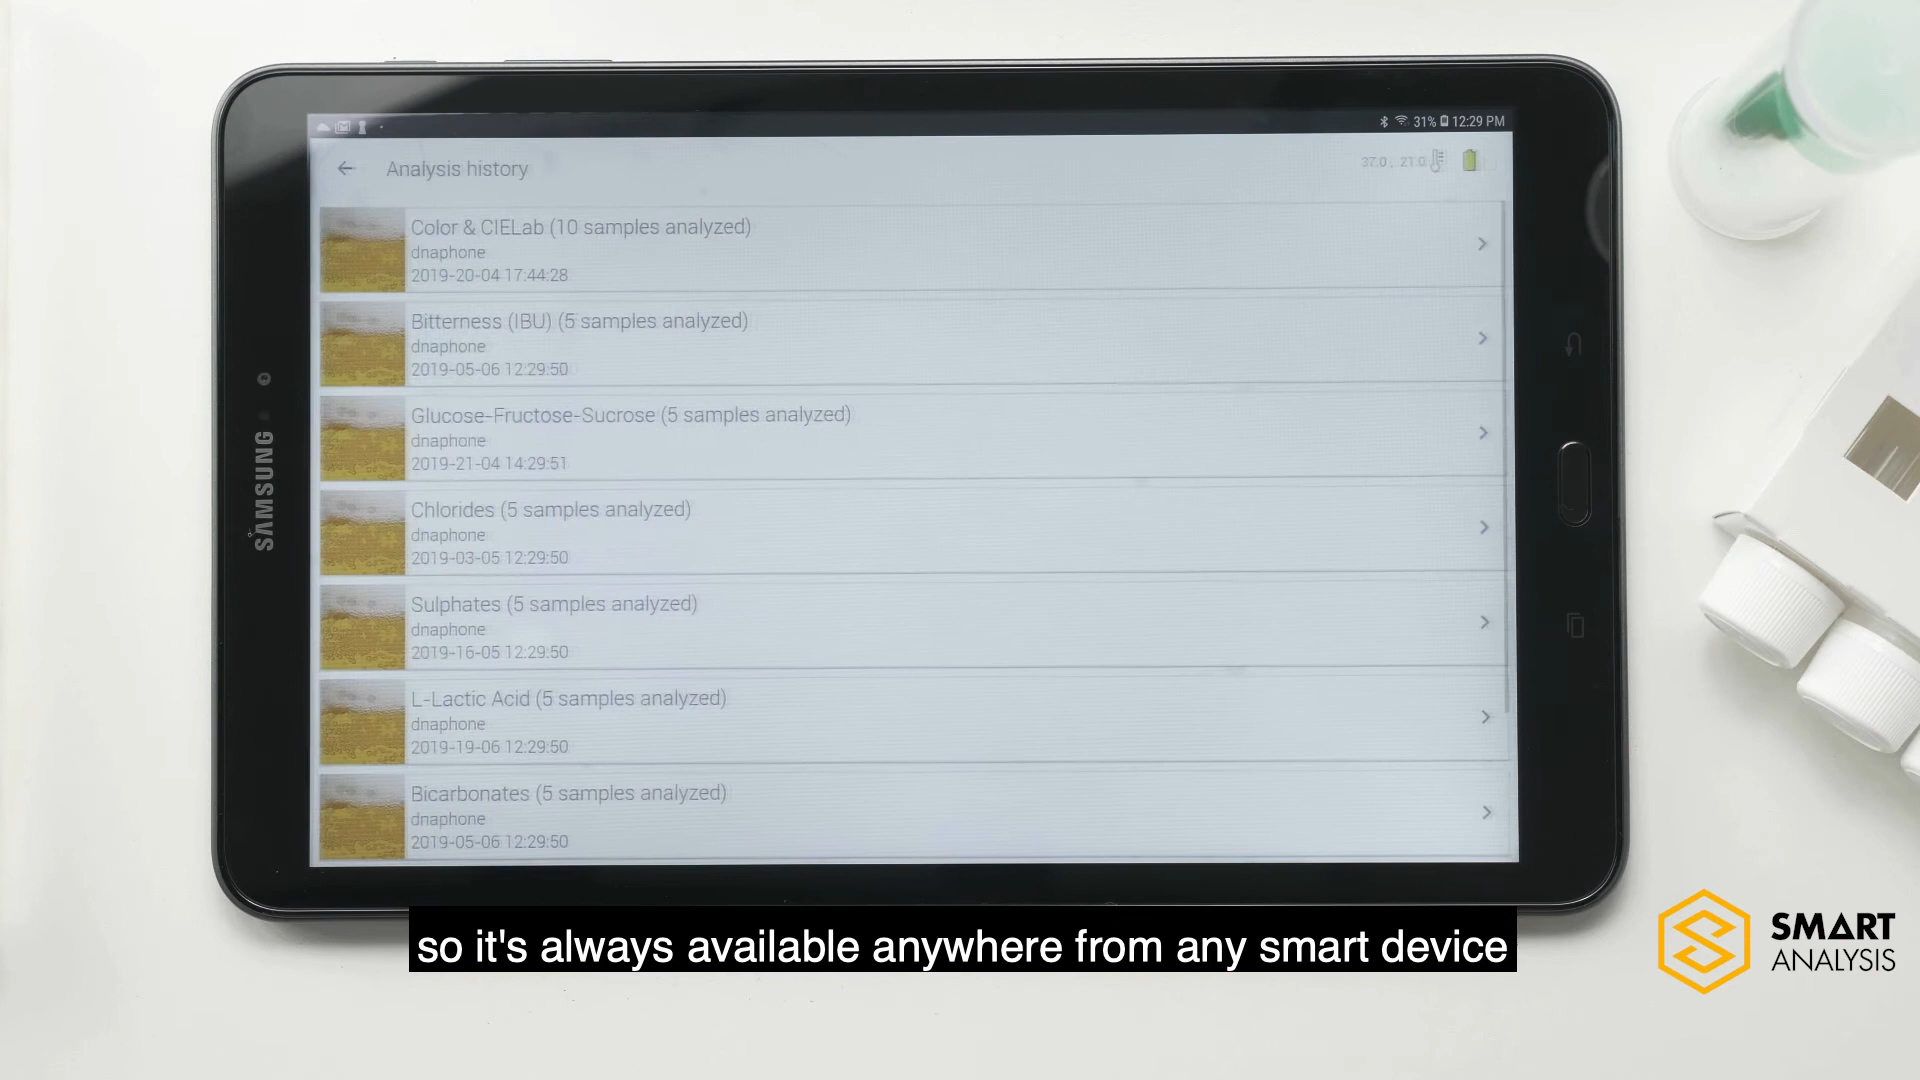 31% 12:29 PM
Analysis history
37.0, 21.0
Color & CIELab (10 samples analyzed)
dnaphone
2019-20-04 17:44:28
Bitterness (IBU) (5 samples analyzed)
dnaphone
2019-05-06 12:29:50
Glucose-Fructose-Sucrose (5 samples analyzed)
dnaphone
2019-21-04 14:29:51
Chlorides (5 samples analyzed)
dnaphone
2019-03-05 12:29:50
Sulphates (5 samples analyzed)
dnaphone
2019-16-05 12:29:50
L-Lactic Acid (5 samples analyzed)
dnaphone
2019-19-06 12:29:50
Bicarbonates (5 samples analyzed)
dnaphone
2019-05-06 12:29:50
SAMSUNG
so it's always available anywhere from any smart device
SMART
ANALYSIS